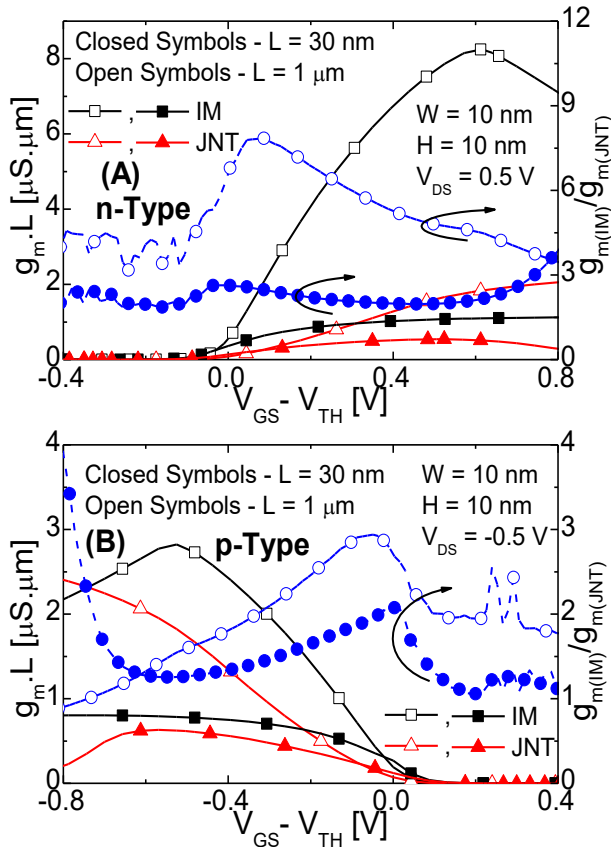 Closed Symbols - L = 30 nm
Open Symbols - L = 1 μm
, IM
, JNT
(A)
n-Type
W = 10 nm
H = 10 nm
V_DS = 0.5 V
8
6
4
2
0
g_m.L [μS.μm]
12
9
6
3
0
g_m(IM)/g_m(JNT)
-0.4 0.0 0.4 0.8
V_GS- V_TH [V]
Closed Symbols - L = 30 nm
Open Symbols - L = 1 μm
(B)
p-Type
W = 10 nm
H = 10 nm
V_DS = -0.5 V
, IM
, JNT
4
3
2
1
0
g_m.L [μS.μm]
4
3
2
1
0
g_m(IM)/g_m(JNT)
-0.8 -0.4 0.0 0.4
V_GS- V_TH [V]